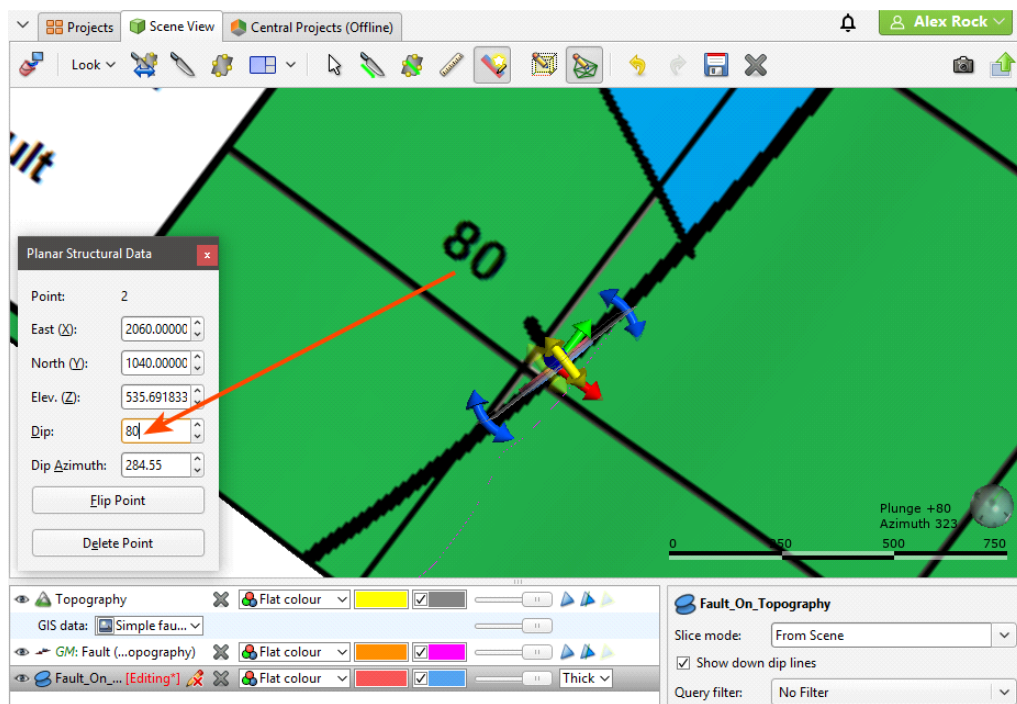 Projects
Scene View
Central Projects (Offline)
Alex Rock
Look
ult
80
Planar Structural Data
x
Point: 2
East (X): 2060.00000
North (Y): 1040.00000
Elev. (Z): 535.691833
Dip: 80
Dip Azimuth: 284.55
Flip Point
Delete Point
Plunge +80
Azimuth 323
0 250 500 750
Topography Flat colour
GIS data: Simple fau...
GM: Fault (...opography) Flat colour
Fault_On_... [Editing*] Flat colour Thick
Fault_On_Topography
Slice mode: From Scene
Show down dip lines
Query filter: No Filter